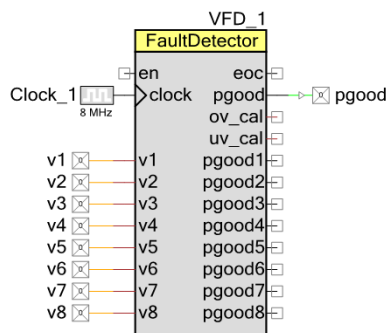 VFD_1
FaultDetector
en eoc
Clock_1 clock pgood pgood
8 MHz
ov_cal
uv_cal
v1 v1 pgood1
v2 v2 pgood2
v3 v3 pgood3
v4 v4 pgood4
v5 v5 pgood5
v6 v6 pgood6
v7 v7 pgood7
v8 v8 pgood8